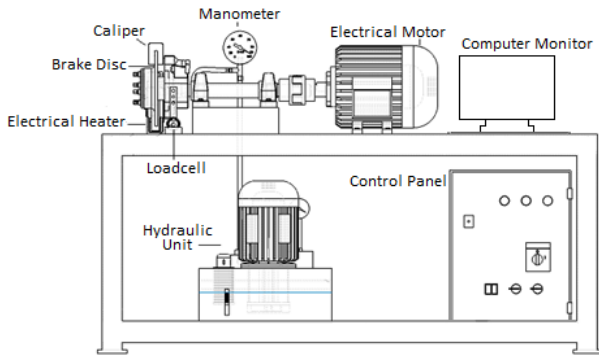 Manometer
Caliper
Electrical Motor
Computer Monitor
Brake Disc
Electrical Heater
Loadcell
Control Panel
Hydraulic
Unit